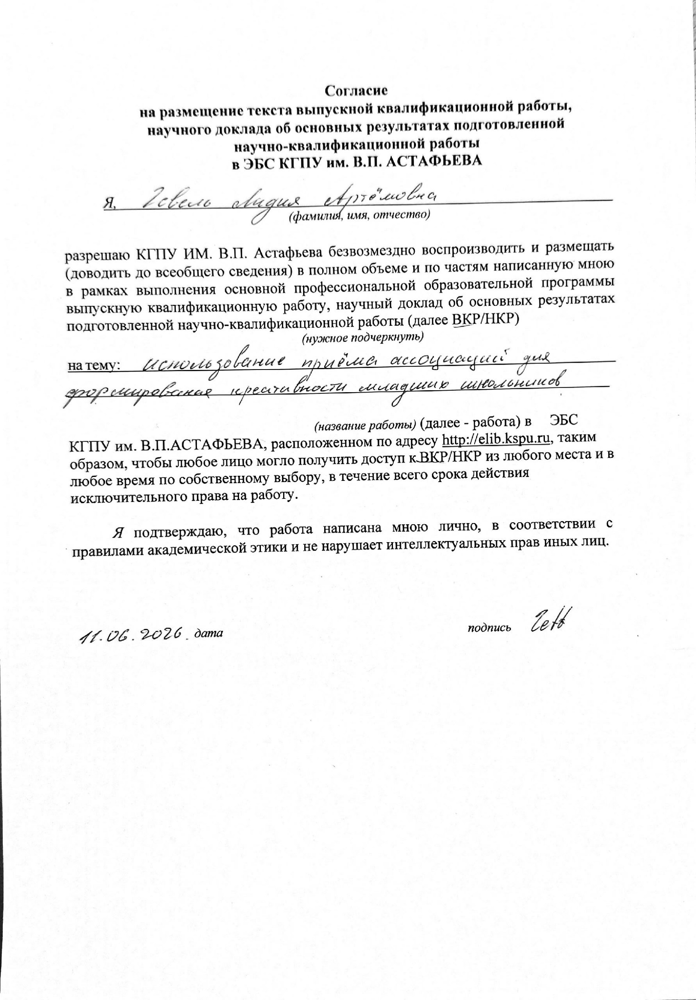 Согласие
на размещение текста выпускной квалификационной работы,
научного доклада об основных результатах подготовленной
научно-квалификационной работы
в ЭБС КГПУ им. В.П. АСТАФЬЕВА
Я, Гевель Лидия Артёмовна
(фамилия, имя, отчество)
разрешаю КГПУ ИМ. В.П. Астафьева безвозмездно воспроизводить и размещать
(доводить до всеобщего сведения) в полном объеме и по частям написанную мною
в рамках выполнения основной профессиональной образовательной программы
выпускную квалификационную работу, научный доклад об основных результатах
подготовленной научно-квалификационной работы (далее ВКР/НКР)
(нужное подчеркнуть)
на тему: использование приёма ассоциаций для
формирования креативности младших школьников
(название работы) (далее - работа) в ЭБС
КГПУ им. В.П.АСТАФЬЕВА, расположенном по адресу http://elib.kspu.ru, таким
образом, чтобы любое лицо могло получить доступ к ВКР/НКР из любого места и в
любое время по собственному выбору, в течение всего срока действия
исключительного права на работу.
Я подтверждаю, что работа написана мною лично, в соответствии с
правилами академической этики и не нарушает интеллектуальных прав иных лиц.
11.06.2026. дата подпись